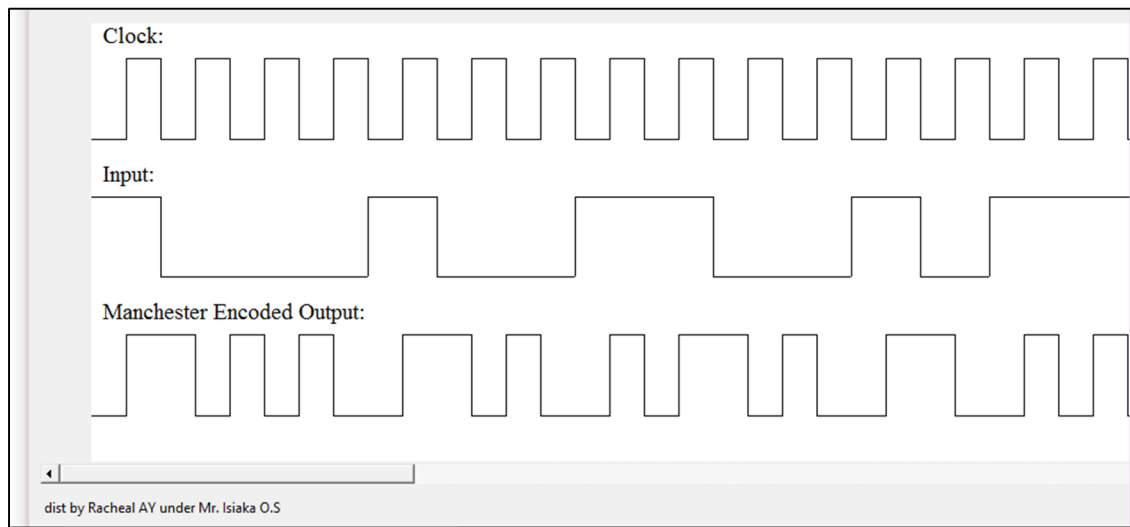 Clock:
Input:
Manchester Encoded Output:
dist by Racheal AY under Mr. Isiaka O.S